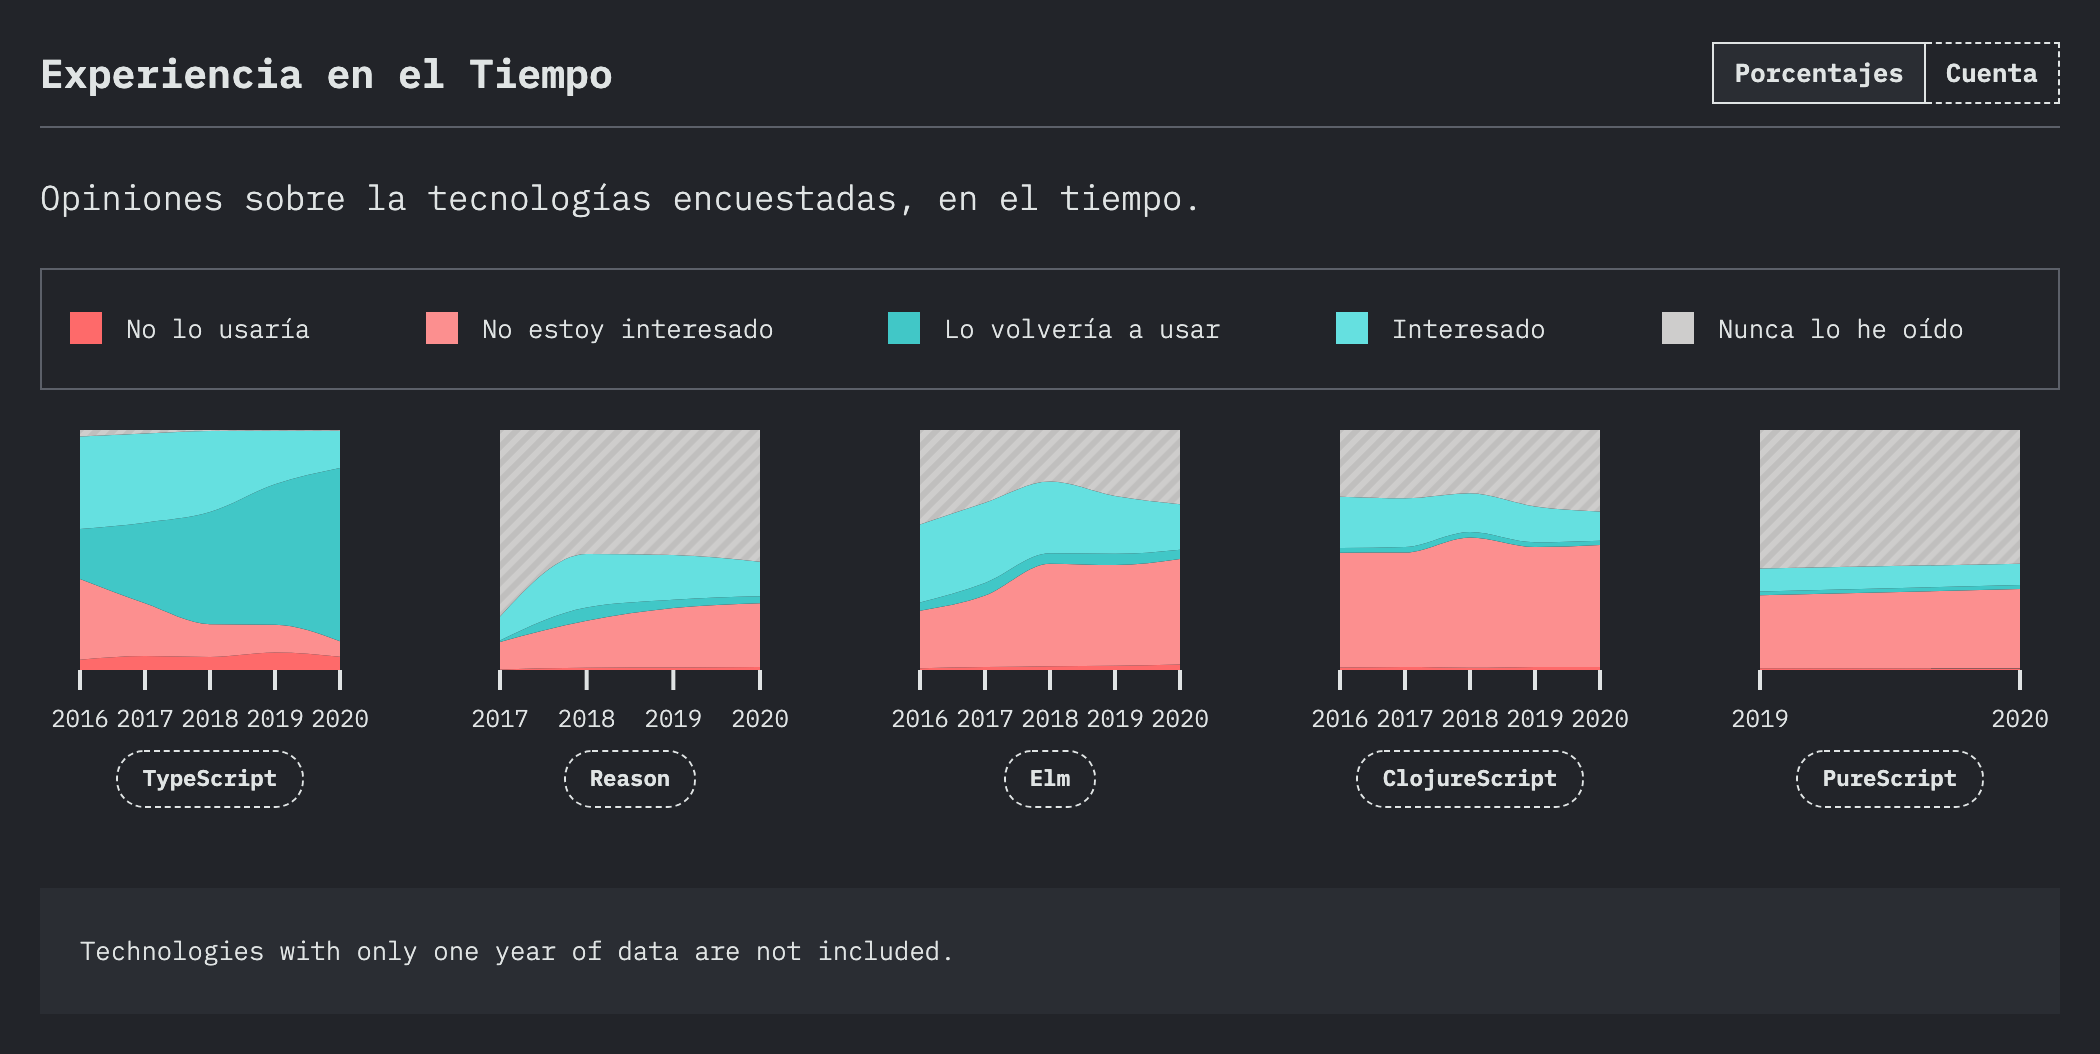 Experiencia en el Tiempo
Porcentajes Cuenta
Opiniones sobre la tecnologías encuestadas, en el tiempo.
No lo usaría No estoy interesado Lo volvería a usar Interesado Nunca lo he oído
2016 2017 2018 2019 2020
TypeScript
2017 2018 2019 2020
Reason
2016 2017 2018 2019 2020
Elm
2016 2017 2018 2019 2020
ClojureScript
2019 2020
PureScript
Technologies with only one year of data are not included.